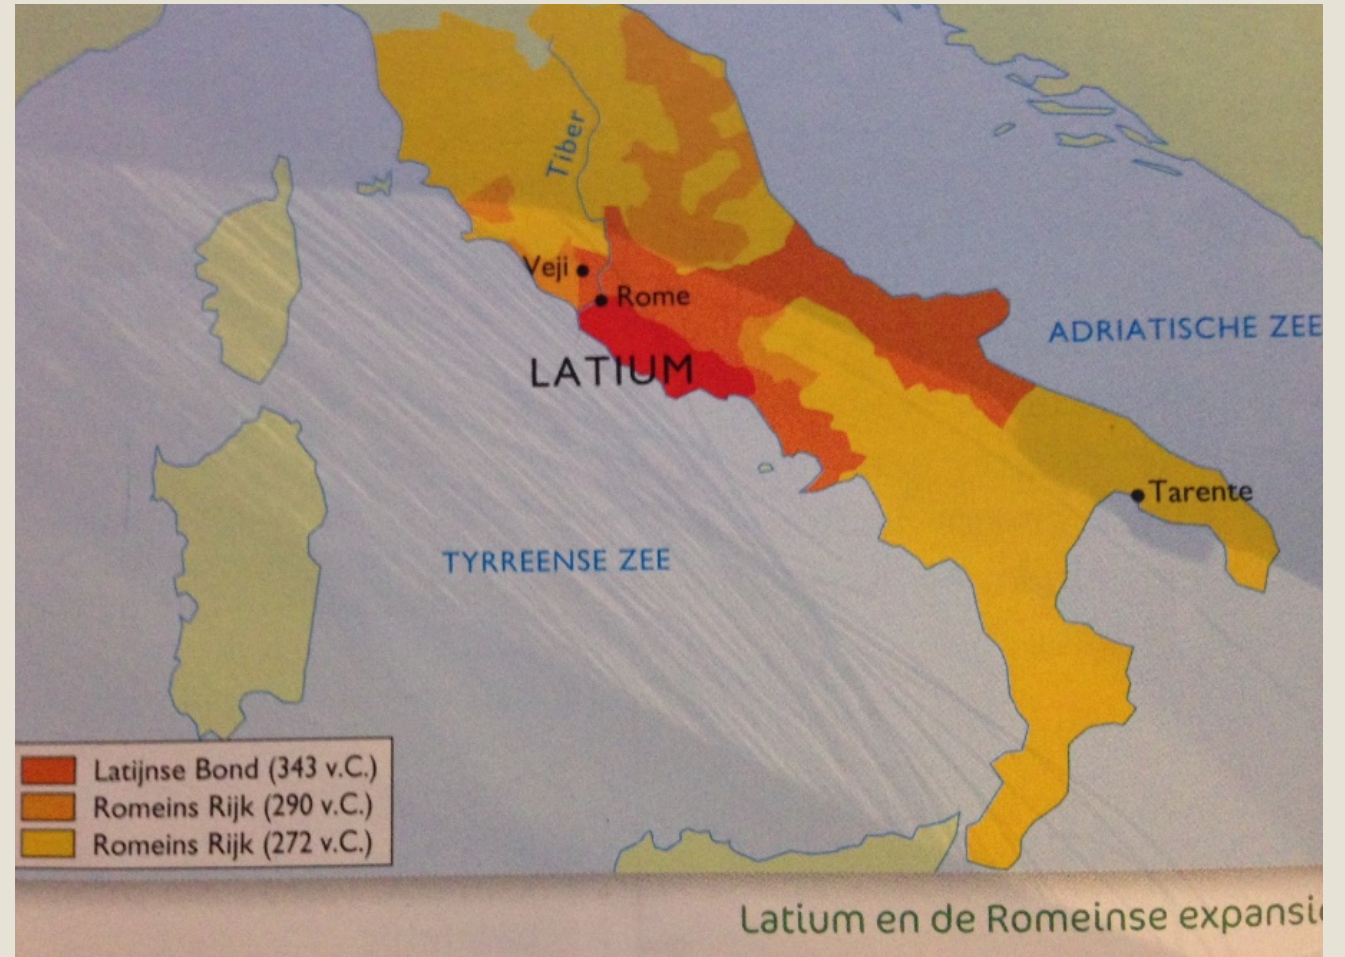 Tiber
Veji
Rome
LATIUM
ADRIATISCHE ZEE
Tarente
TYRREENSE ZEE
Latijnse Bond (343 v.C.)
Romeins Rijk (290 v.C.)
Romeins Rijk (272 v.C.)
Latium en de Romeinse expansi